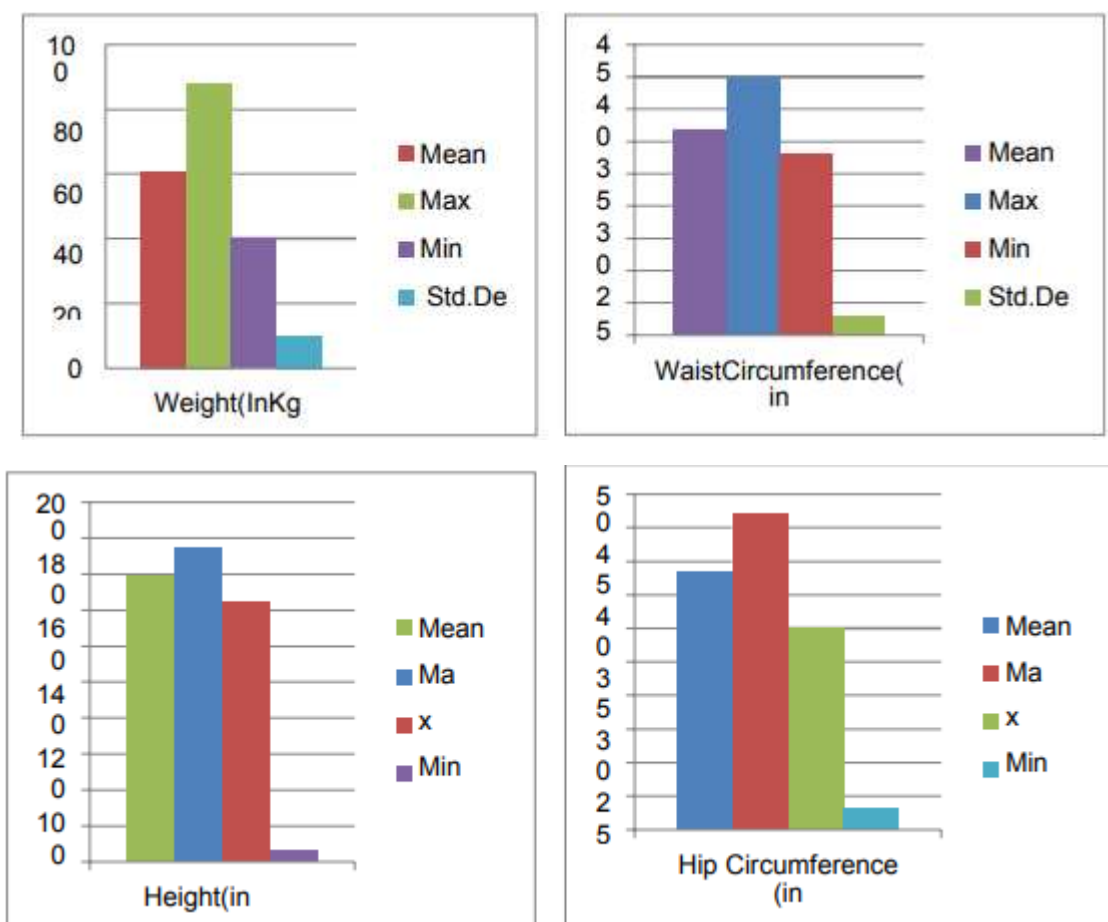 10
0
80
60
40
20
0
Mean
Max
Min
Std.De
Weight(InKg
4
5
4
0
3
5
3
0
2
5
Mean
Max
Min
Std.De
WaistCircumference(
in
20
0
18
0
16
0
14
0
12
0
10
0
Mean
Ma
x
Min
Height(in
5
0
4
5
4
0
3
5
3
0
2
5
Mean
Ma
x
Min
Hip Circumference
(in